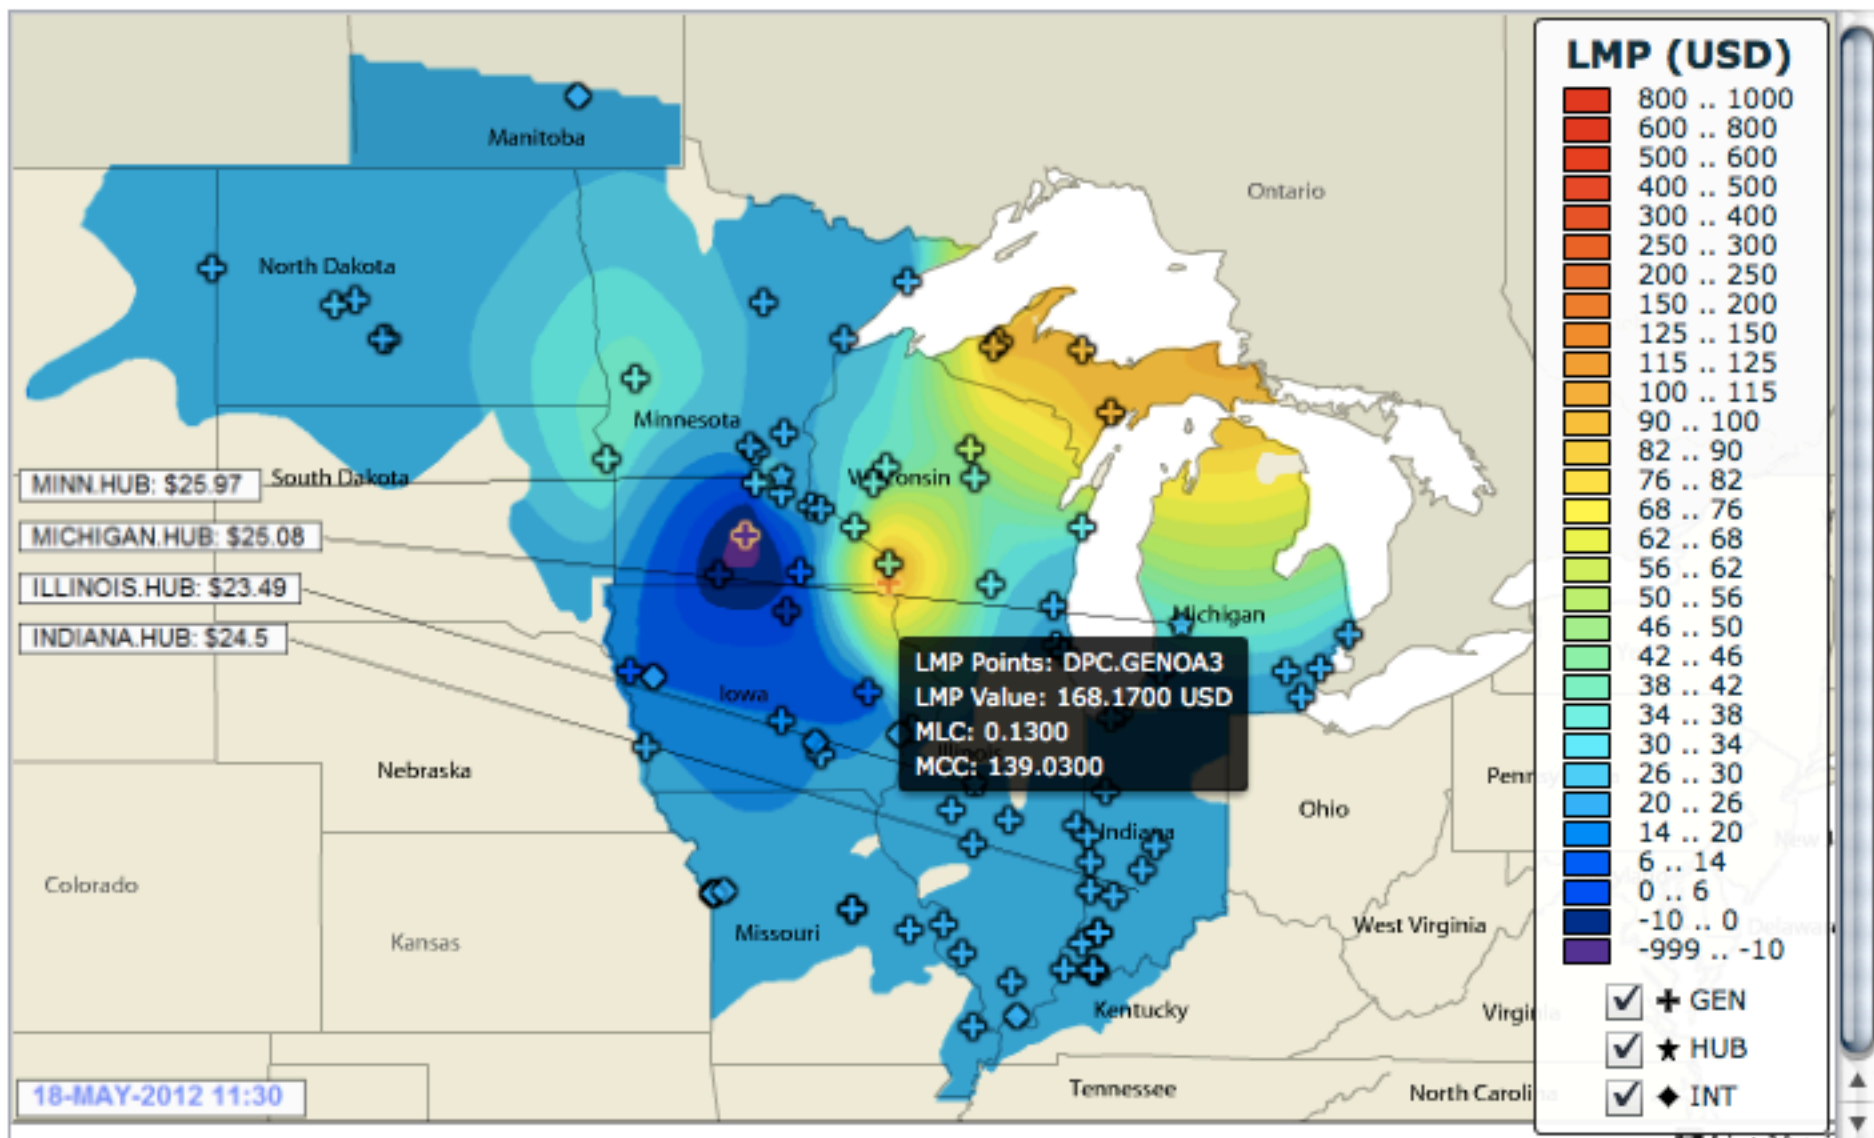 LMP (USD)
800 .. 1000
600 .. 800
500 .. 600
400 .. 500
300 .. 400
250 .. 300
200 .. 250
150 .. 200
125 .. 150
115 .. 125
100 .. 115
90 .. 100
82 .. 90
76 .. 82
68 .. 76
62 .. 68
56 .. 62
50 .. 56
46 .. 50
42 .. 46
38 .. 42
34 .. 38
30 .. 34
26 .. 30
20 .. 26
14 .. 20
6 .. 14
0 .. 6
-10 .. 0
-999 .. -10
GEN
HUB
INT
Manitoba
Ontario
North Dakota
Minnesota
South Dakota
MINN.HUB: $25.97
MICHIGAN.HUB: $25.08
ILLINOIS.HUB: $23.49
INDIANA.HUB: $24.5
Wisconsin
Michigan
LMP Points: DPC.GENOA3
LMP Value: 168.1700 USD
MLC: 0.1300
MCC: 139.0300
Iowa
Illinois
Nebraska
Ohio
Indiana
Colorado
Kansas
Missouri
West Virginia
Delawa
Kentucky
Virginia
Tennessee
North Carolin
18-MAY-2012 11:30